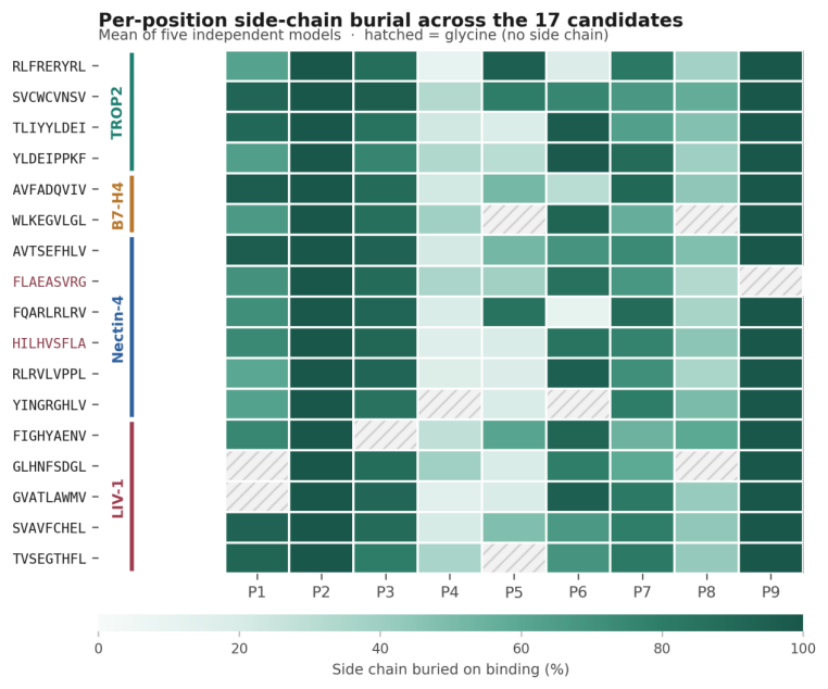 Per-position side-chain burial across the 17 candidates
Mean of five independent models · hatched = glycine (no side chain)
RLFRERYRL
SVCWCVNSV
TLIYYLDEI
YLDEIPPKF
AVFADQVIV
WLKEGVLGL
AVTSEFHLV
FLAEASVRG
FQARLRLRV
HILHVSFLA
RLRVLVPPL
YINGRGHLV
FIGHYAENV
GLHNFSDGL
GVATLAWMV
SVAVFCHEL
TVSEGTHFL
TROP2
B7-H4
Nectin-4
LIV-1
P1 P2 P3 P4 P5 P6 P7 P8 P9
0 20 40 60 80 100
Side chain buried on binding (%)